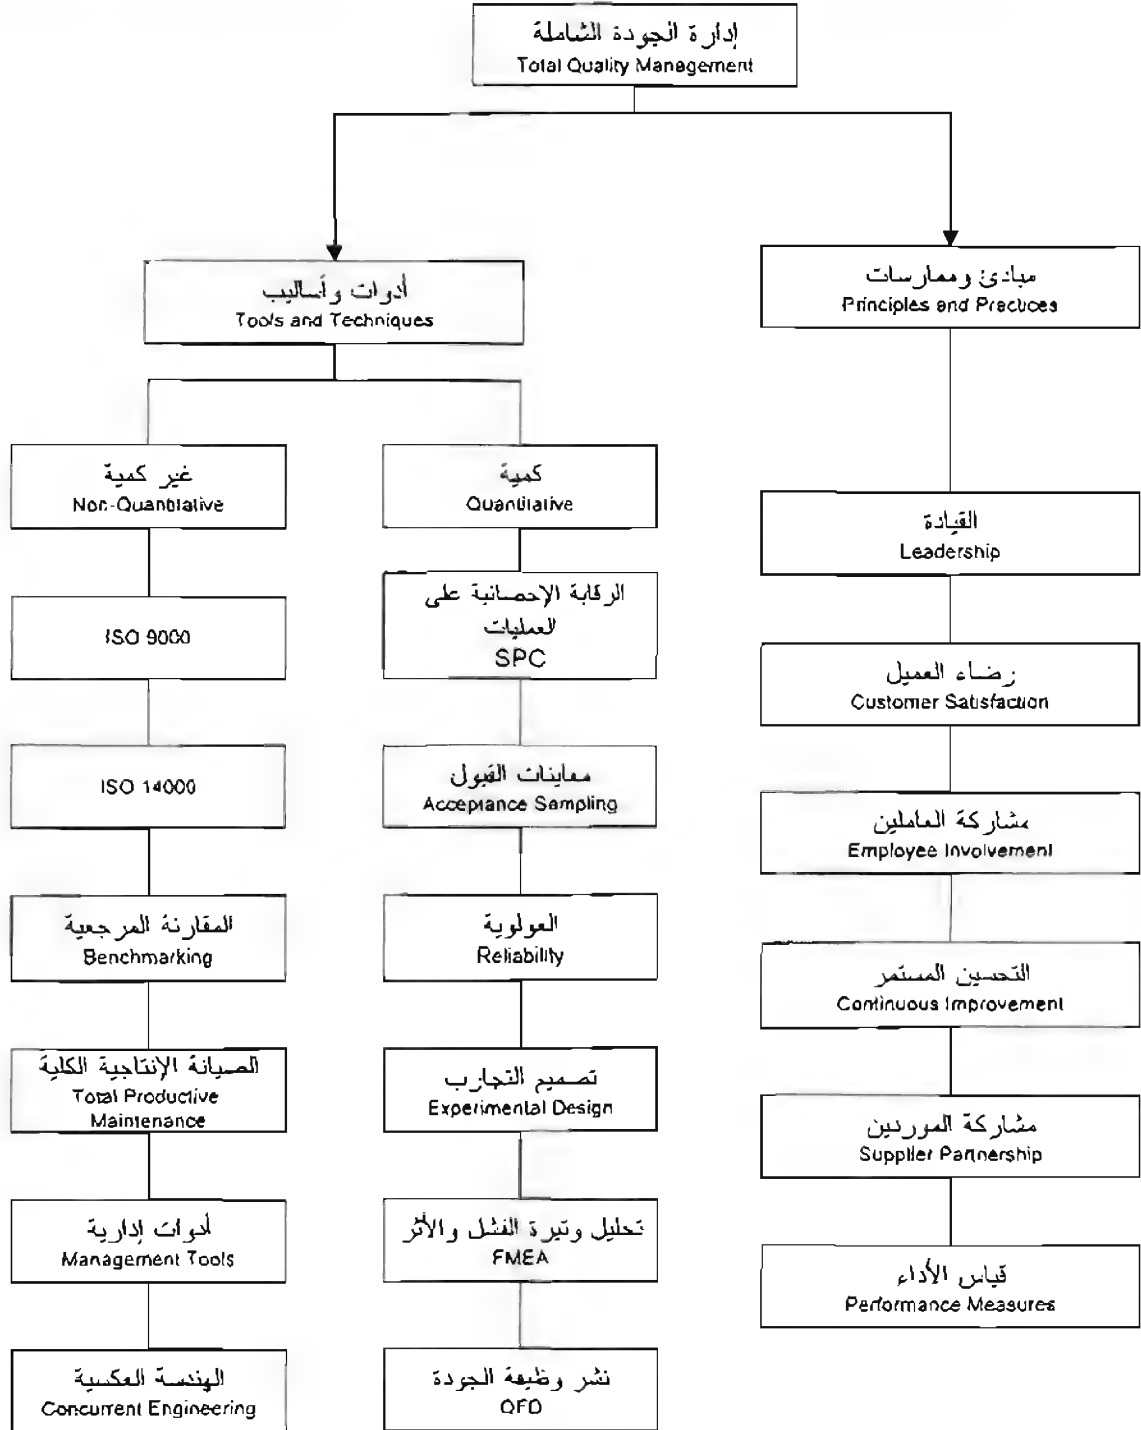 إدارة الجودة الشاملة
Total Quality Management
أدوات وأساليب
Tools and Techniques
مبادئ وممارسات
Principles and Practices
غير كمية
Non-Quantitative
كمية
Quantitative
القيادة
Leadership
ISO 9000
الرقابة الإحصائية على
العمليات
SPC
رضاء العميل
Customer Satisfaction
ISO 14000
معاينات القبول
Acceptance Sampling
مشاركة العاملين
Employee Involvement
المقارنة المرجعية
Benchmarking
العولوية
Reliability
التحسين المستمر
Continuous Improvement
الصيانة الإنتاجية الكلية
Total Productive
Maintenance
تصميم التجارب
Experimental Design
مشاركة الموردين
Supplier Partnership
أدوات إدارية
Management Tools
تحليل وتيرة الفشل والأثر
FMEA
قياس الأداء
Performance Measures
الهندسة العكسية
Concurrent Engineering
نشر وظيفة الجودة
QFD